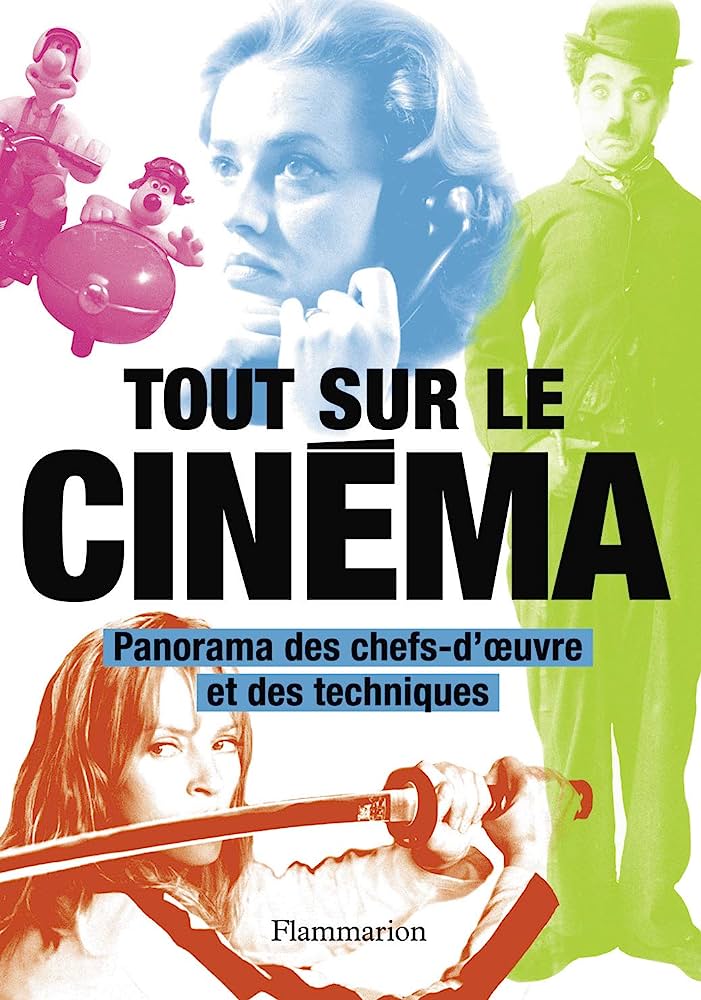 TOUT SUR LE
CINÉMA
Panorama des chefs-d'œuvre
et des techniques
Flammarion